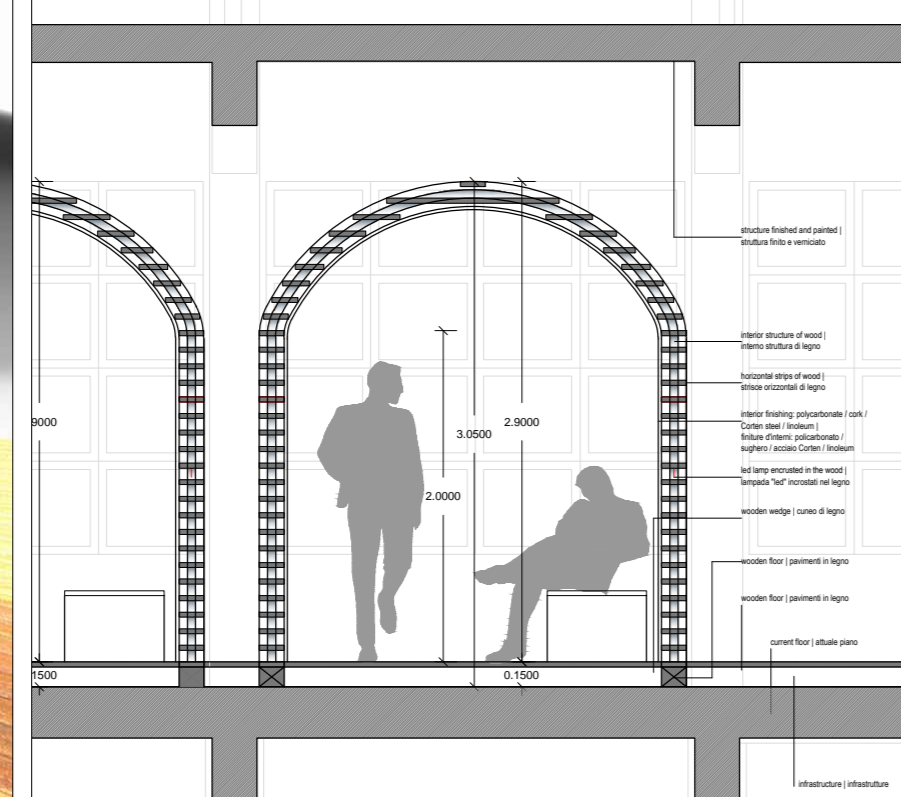 structure finished and painted |
struttura finito e verniciato
interior structure of wood |
interno struttura di legno
horizontal strips of wood |
strisce orizzontali di legno
9000
3.0500
2.9000
interior finishing: polycarbonate / cork /
Corten steel / linoleum |
finiture d'interni: policarbonato /
sughero / acciaio Corten / linoleum
led lamp encrusted in the wood |
lampada "led" incrostati nel legno
2.0000
wooden wedge | cuneo di legno
wooden floor | pavimenti in legno
wooden floor | pavimenti in legno
current floor | attuale piano
1500
0.1500
infrastructure | infrastrutture